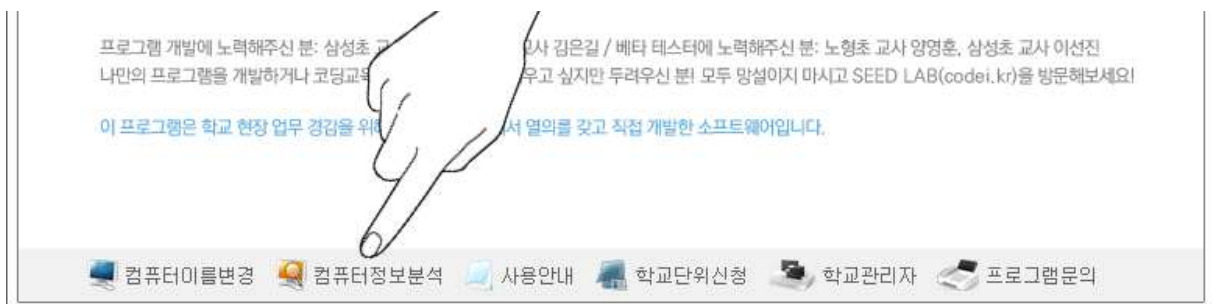 프로그램 개발에 노력해주신 분: 삼성초 교사 김은길 / 베타 테스터에 노력해주신 분: 노형초 교사 양영훈, 삼성초 교사 이선진
나만의 프로그램을 개발하거나 코딩교 우고 싶지만 두려우신 분! 모두 망설이지 마시고 SEED LAB(codei.kr)을 방문해보세요!
이 프로그램은 학교 현장 업무 경감을 위 서 열의를 갖고 직접 개발한 소프트웨어입니다.
컴퓨터이름변경 컴퓨터정보분석 사용안내 학교단위신청 학교관리자 프로그램문의